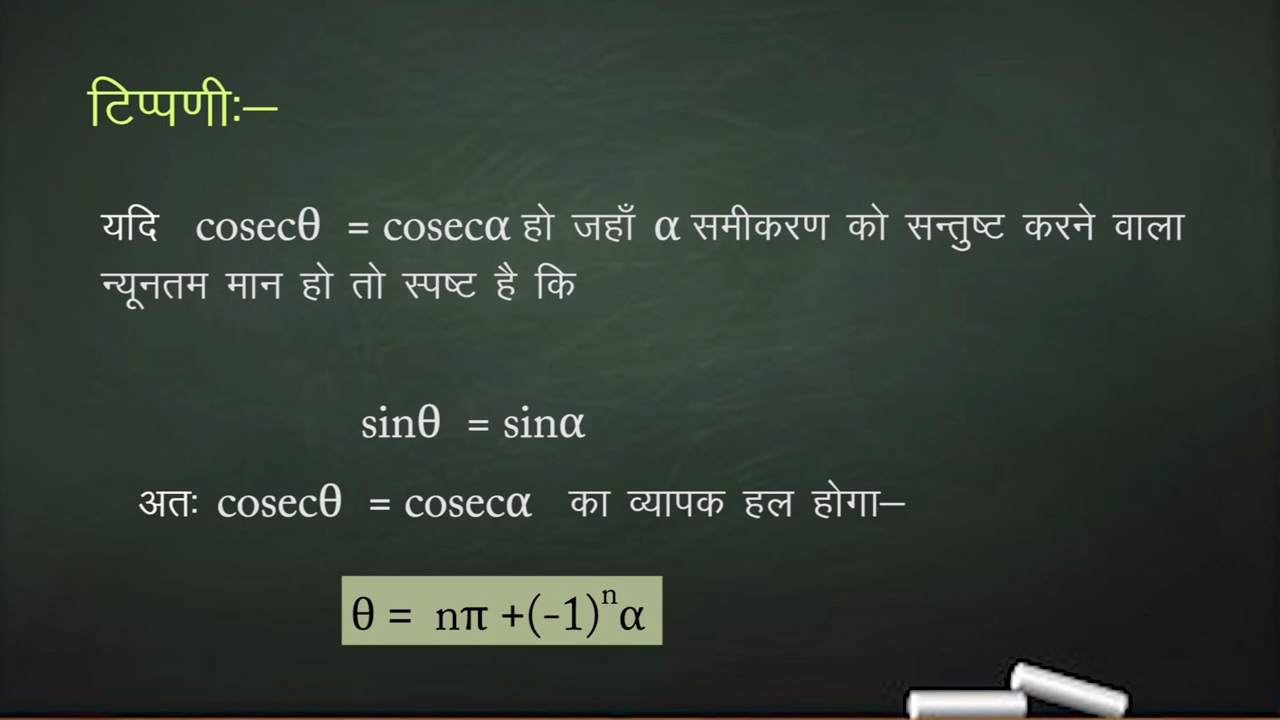 टिप्पणीः–
यदि cosecθ = cosecα हो जहाँ α समीकरण को सन्तुष्ट करने वाला
न्यूनतम मान हो तो स्पष्ट है कि
sinθ = sinα
अतः cosecθ = cosecα का व्यापक हल होगा–
θ = nπ +(-1)ⁿα